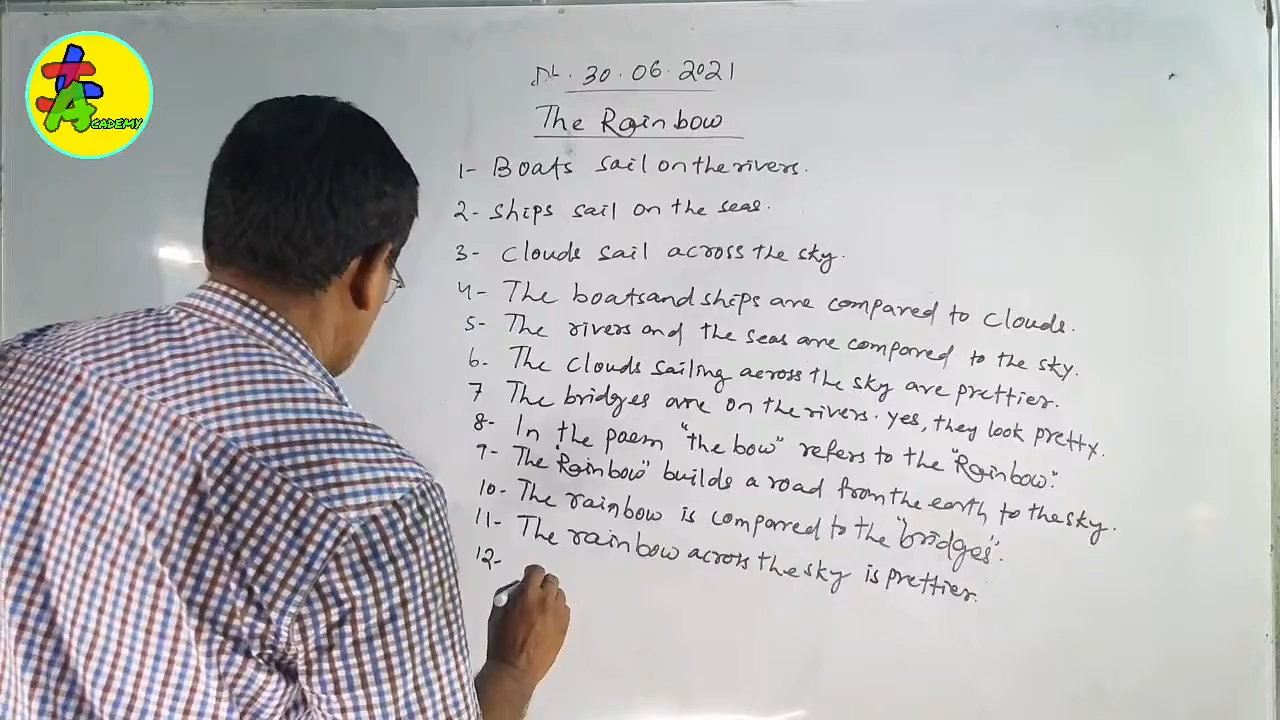 ACADEMY
Dt. 30.06.2021
The Rainbow
1- Boats sail on the rivers.
2- Ships sail on the seas.
3- Clouds sail across the sky.
4- The boats and ships are compared to clouds.
5- The rivers and the seas are compared to the sky.
6- The clouds sailing across the sky are prettier.
7 The bridges are on the rivers. yes, they look pretty.
8- In the paem "the bow" refers to the "Rainbow".
9- The "Rainbow" builds a road from the earth to the sky.
10- The rainbow is compared to the "bridges".
11- The rainbow across the sky is prettier.
12-